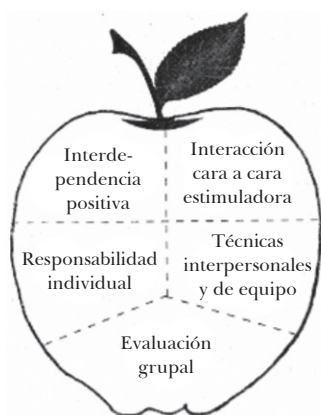 Interde-
pendencia
positiva
Interacción
cara a cara
estimuladora
Responsabilidad
individual
Técnicas
interpersonales
y de equipo
Evaluación
grupal